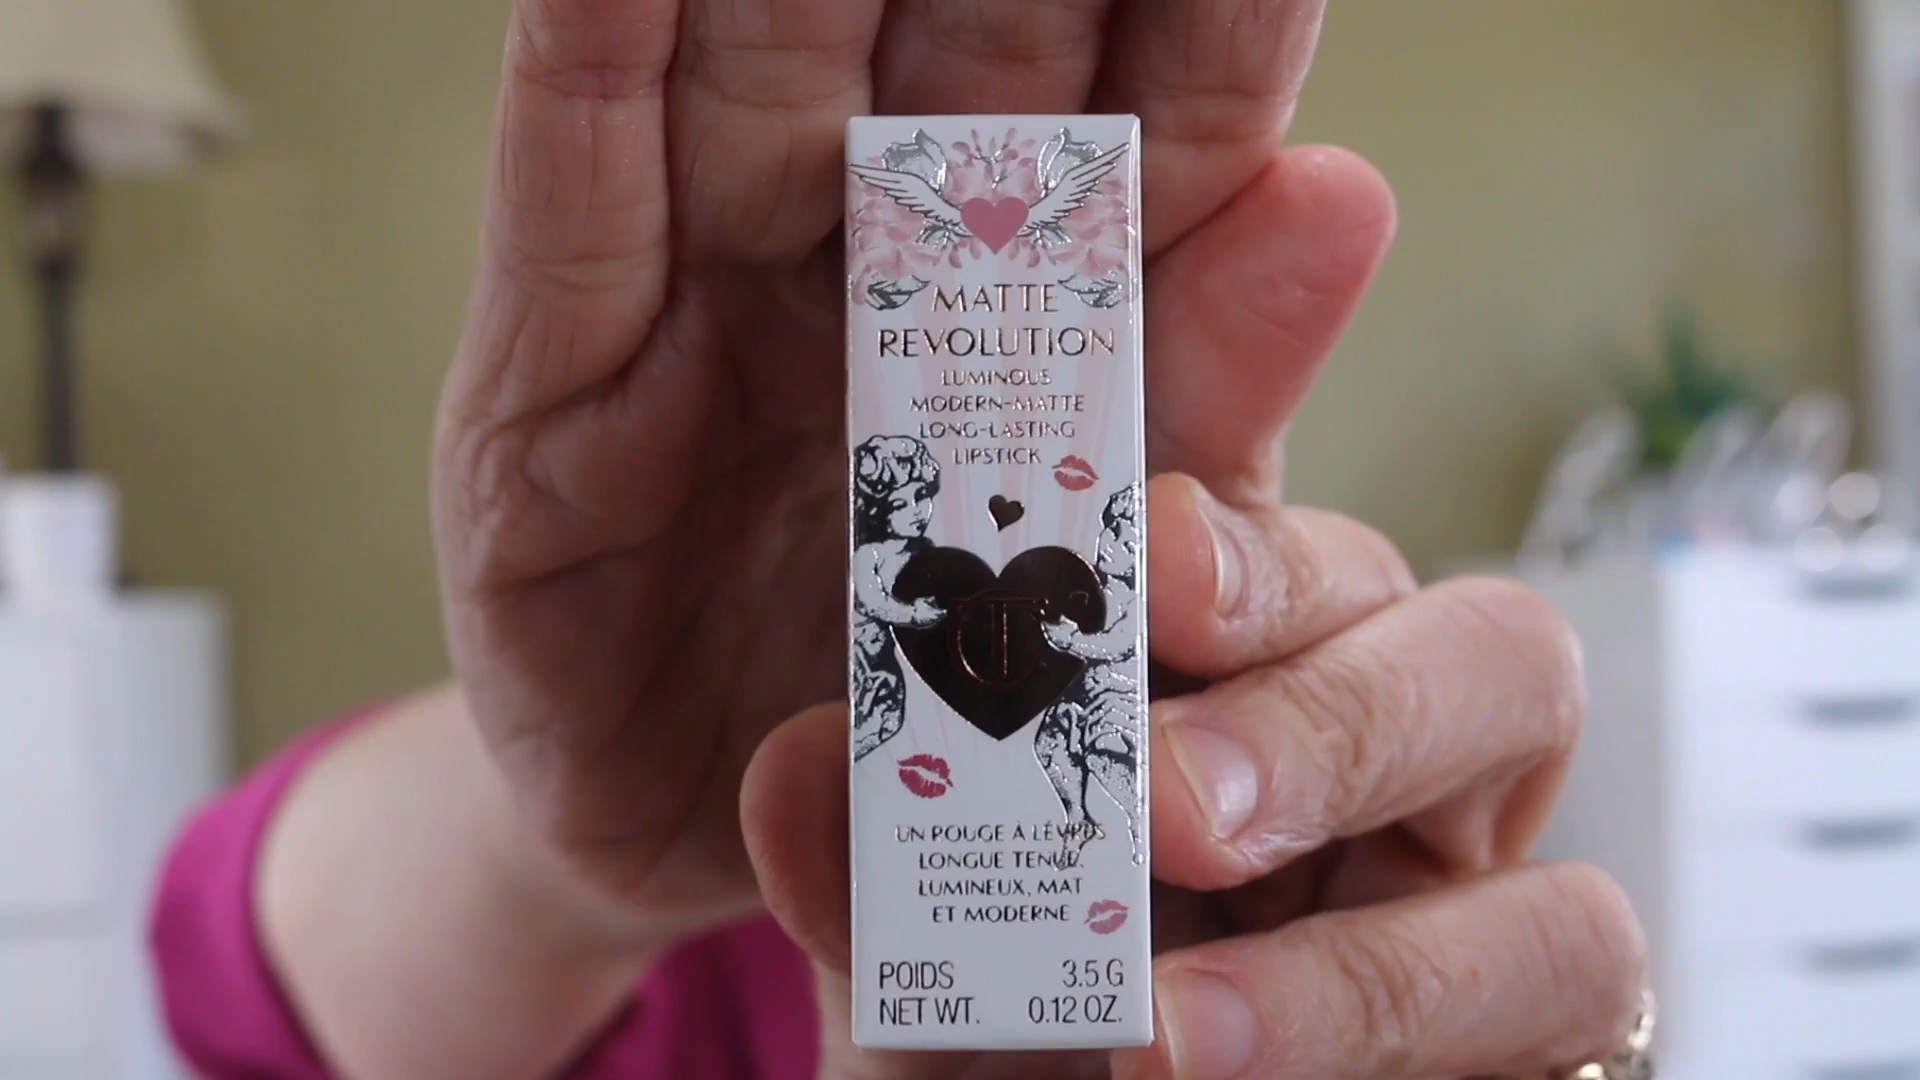 MATTE
REVOLUTION
LUMINOUS
MODERN-MATTE
LONG-LASTING
LIPSTICK
CT
UN ROUGE À LÉVRES
LONGUE TENUE,
LUMINEUX, MAT
ET MODERNE
POIDS 3.5 G
NET WT. 0.12 OZ.